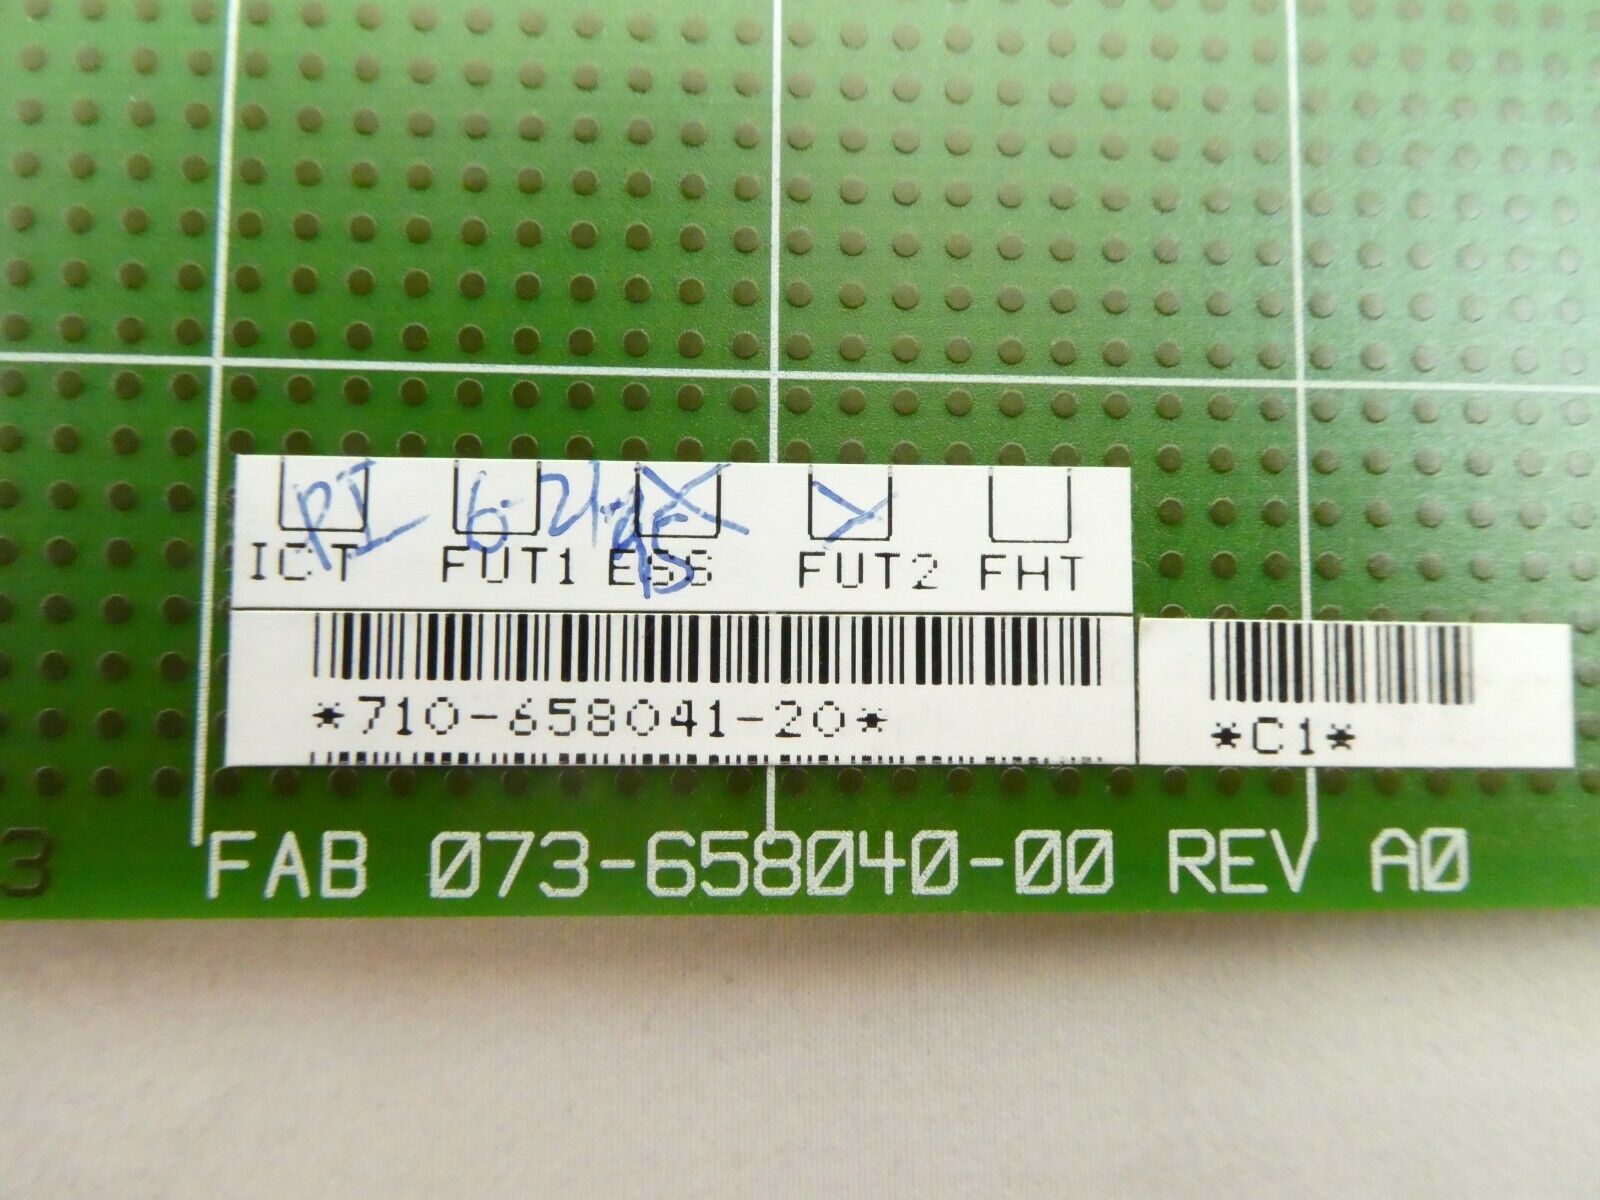 PI 6-21-95
ICT FUT1 ESS FUT2 FHT
*710-658041-20*
*C1*
3
FAB 073-658040-00 REV A0